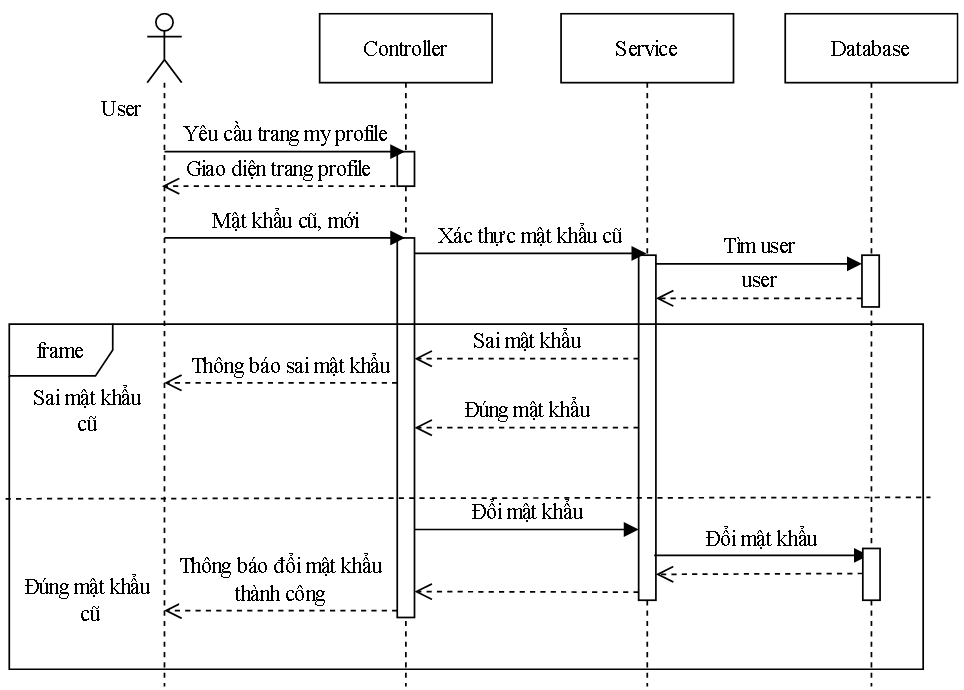 Controller
Service
Database
User
Yêu cầu trang my profile
Giao diện trang profile
Mật khẩu cũ, mới
Xác thực mật khẩu cũ
Tìm user
user
frame
Sai mật khẩu
Thông báo sai mật khẩu
Sai mật khẩu
cũ
Đúng mật khẩu
Đổi mật khẩu
Đổi mật khẩu
Thông báo đổi mật khẩu
thành công
Đúng mật khẩu
cũ